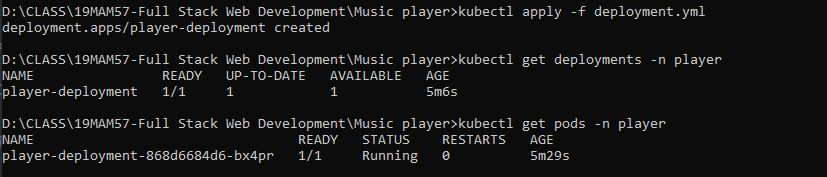 D:\CLASS\19MAM57-Full Stack Web Development\Music player>kubectl apply -f deployment.yml
deployment.apps/player-deployment created
D:\CLASS\19MAM57-Full Stack Web Development\Music player>kubectl get deployments -n player
NAME READY UP-TO-DATE AVAILABLE AGE
player-deployment 1/1 1 1 5m6s
D:\CLASS\19MAM57-Full Stack Web Development\Music player>kubectl get pods -n player
NAME READY STATUS RESTARTS AGE
player-deployment-868d6684d6-bx4pr 1/1 Running 0 5m29s